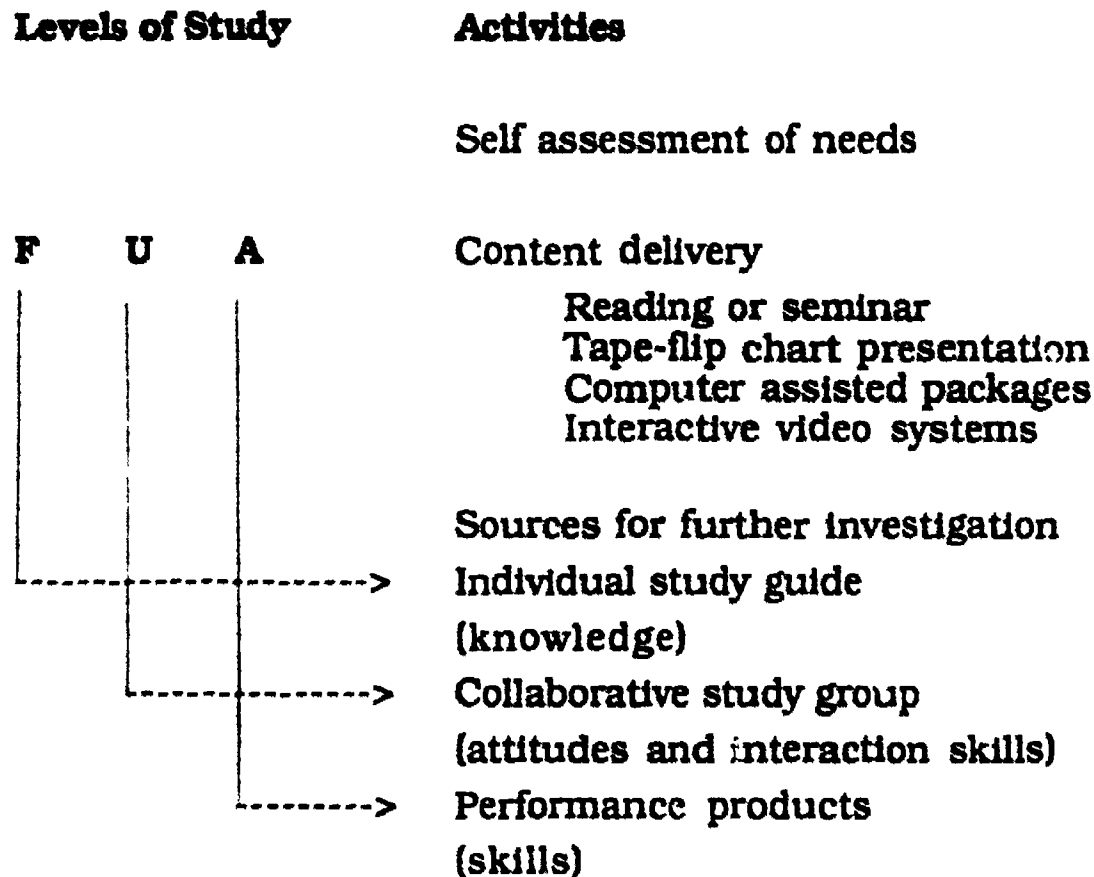 Levels of Study Activities
Self assessment of needs
F U A Content delivery
Reading or seminar
Tape-flip chart presentation
Computer assisted packages
Interactive video systems
Sources for further investigation
Individual study guide
(knowledge)
Collaborative study group
(attitudes and interaction skills)
Performance products
(skills)